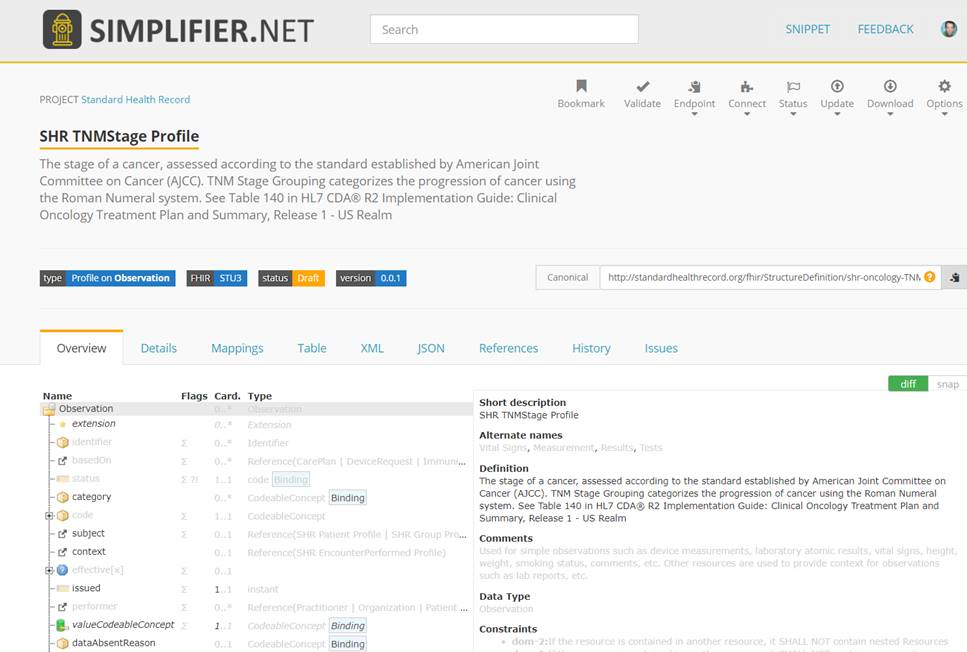 SIMPLIFIER.NET
Search
SNIPPET
FEEDBACK
PROJECT Standard Health Record
Bookmark
Validate
Endpoint
Connect
Status
Update
Download
Options
SHR TNMStage Profile
The stage of a cancer, assessed according to the standard established by American Joint
Committee on Cancer (AJCC). TNM Stage Grouping categorizes the progression of cancer using
the Roman Numeral system. See Table 140 in HL7 CDA® R2 Implementation Guide: Clinical
Oncology Treatment Plan and Summary, Release 1 - US Realm
type Profile on Observation
FHIR STU3
status Draft
version 0.0.1
Canonical
http://standardhealthrecord.org/fhir/StructureDefinition/shr-oncology-TNM
Overview
Details
Mappings
Table
XML
JSON
References
History
Issues
diff
snap
Name Flags Card. Type
Observation 0..* Observation
extension 0..* Extension
identifier Σ 0..* Identifier
basedOn Σ 0..* Reference(CarePlan | DeviceRequest | Immuni...
status Σ ?! 1..1 code Binding
category 0..* CodeableConcept Binding
code Σ 1..1 CodeableConcept
subject Σ 0..1 Reference(SHR Patient Profile | SHR Group Pro...
context 0..1 Reference(SHR EncounterPerformed Profile)
effective[x] Σ 0..1
issued Σ 1..1 instant
performer Σ 0..* Reference(Practitioner | Organization | Patient ...
valueCodeableConcept Σ 1..1 CodeableConcept Binding
dataAbsentReason 0..1 CodeableConcept Binding
Short description
SHR TNMStage Profile
Alternate names
Vital Signs, Measurement, Results, Tests
Definition
The stage of a cancer, assessed according to the standard established by American Joint Committee on
Cancer (AJCC). TNM Stage Grouping categorizes the progression of cancer using the Roman Numeral
system. See Table 140 in HL7 CDA® R2 Implementation Guide: Clinical Oncology Treatment Plan and
Summary, Release 1 - US Realm
Comments
Used for simple observations such as device measurements, laboratory atomic results, vital signs, height,
weight, smoking status, comments, etc. Other resources are used to provide context for observations
such as lab reports, etc.
Data Type
Observation
Constraints
dom-2:If the resource is contained in another resource, it SHALL NOT contain nested Resources